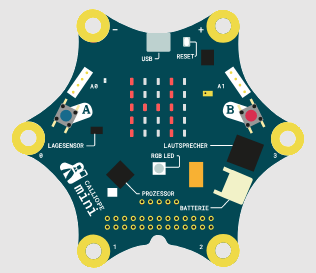 - +
USB
RESET
A0
A1
A
B
LAGESENSOR
LAUTSPRECHER
0
3
RGB LED
CALLIOPE
mini
PROZESSOR
BATTERIE
1
2